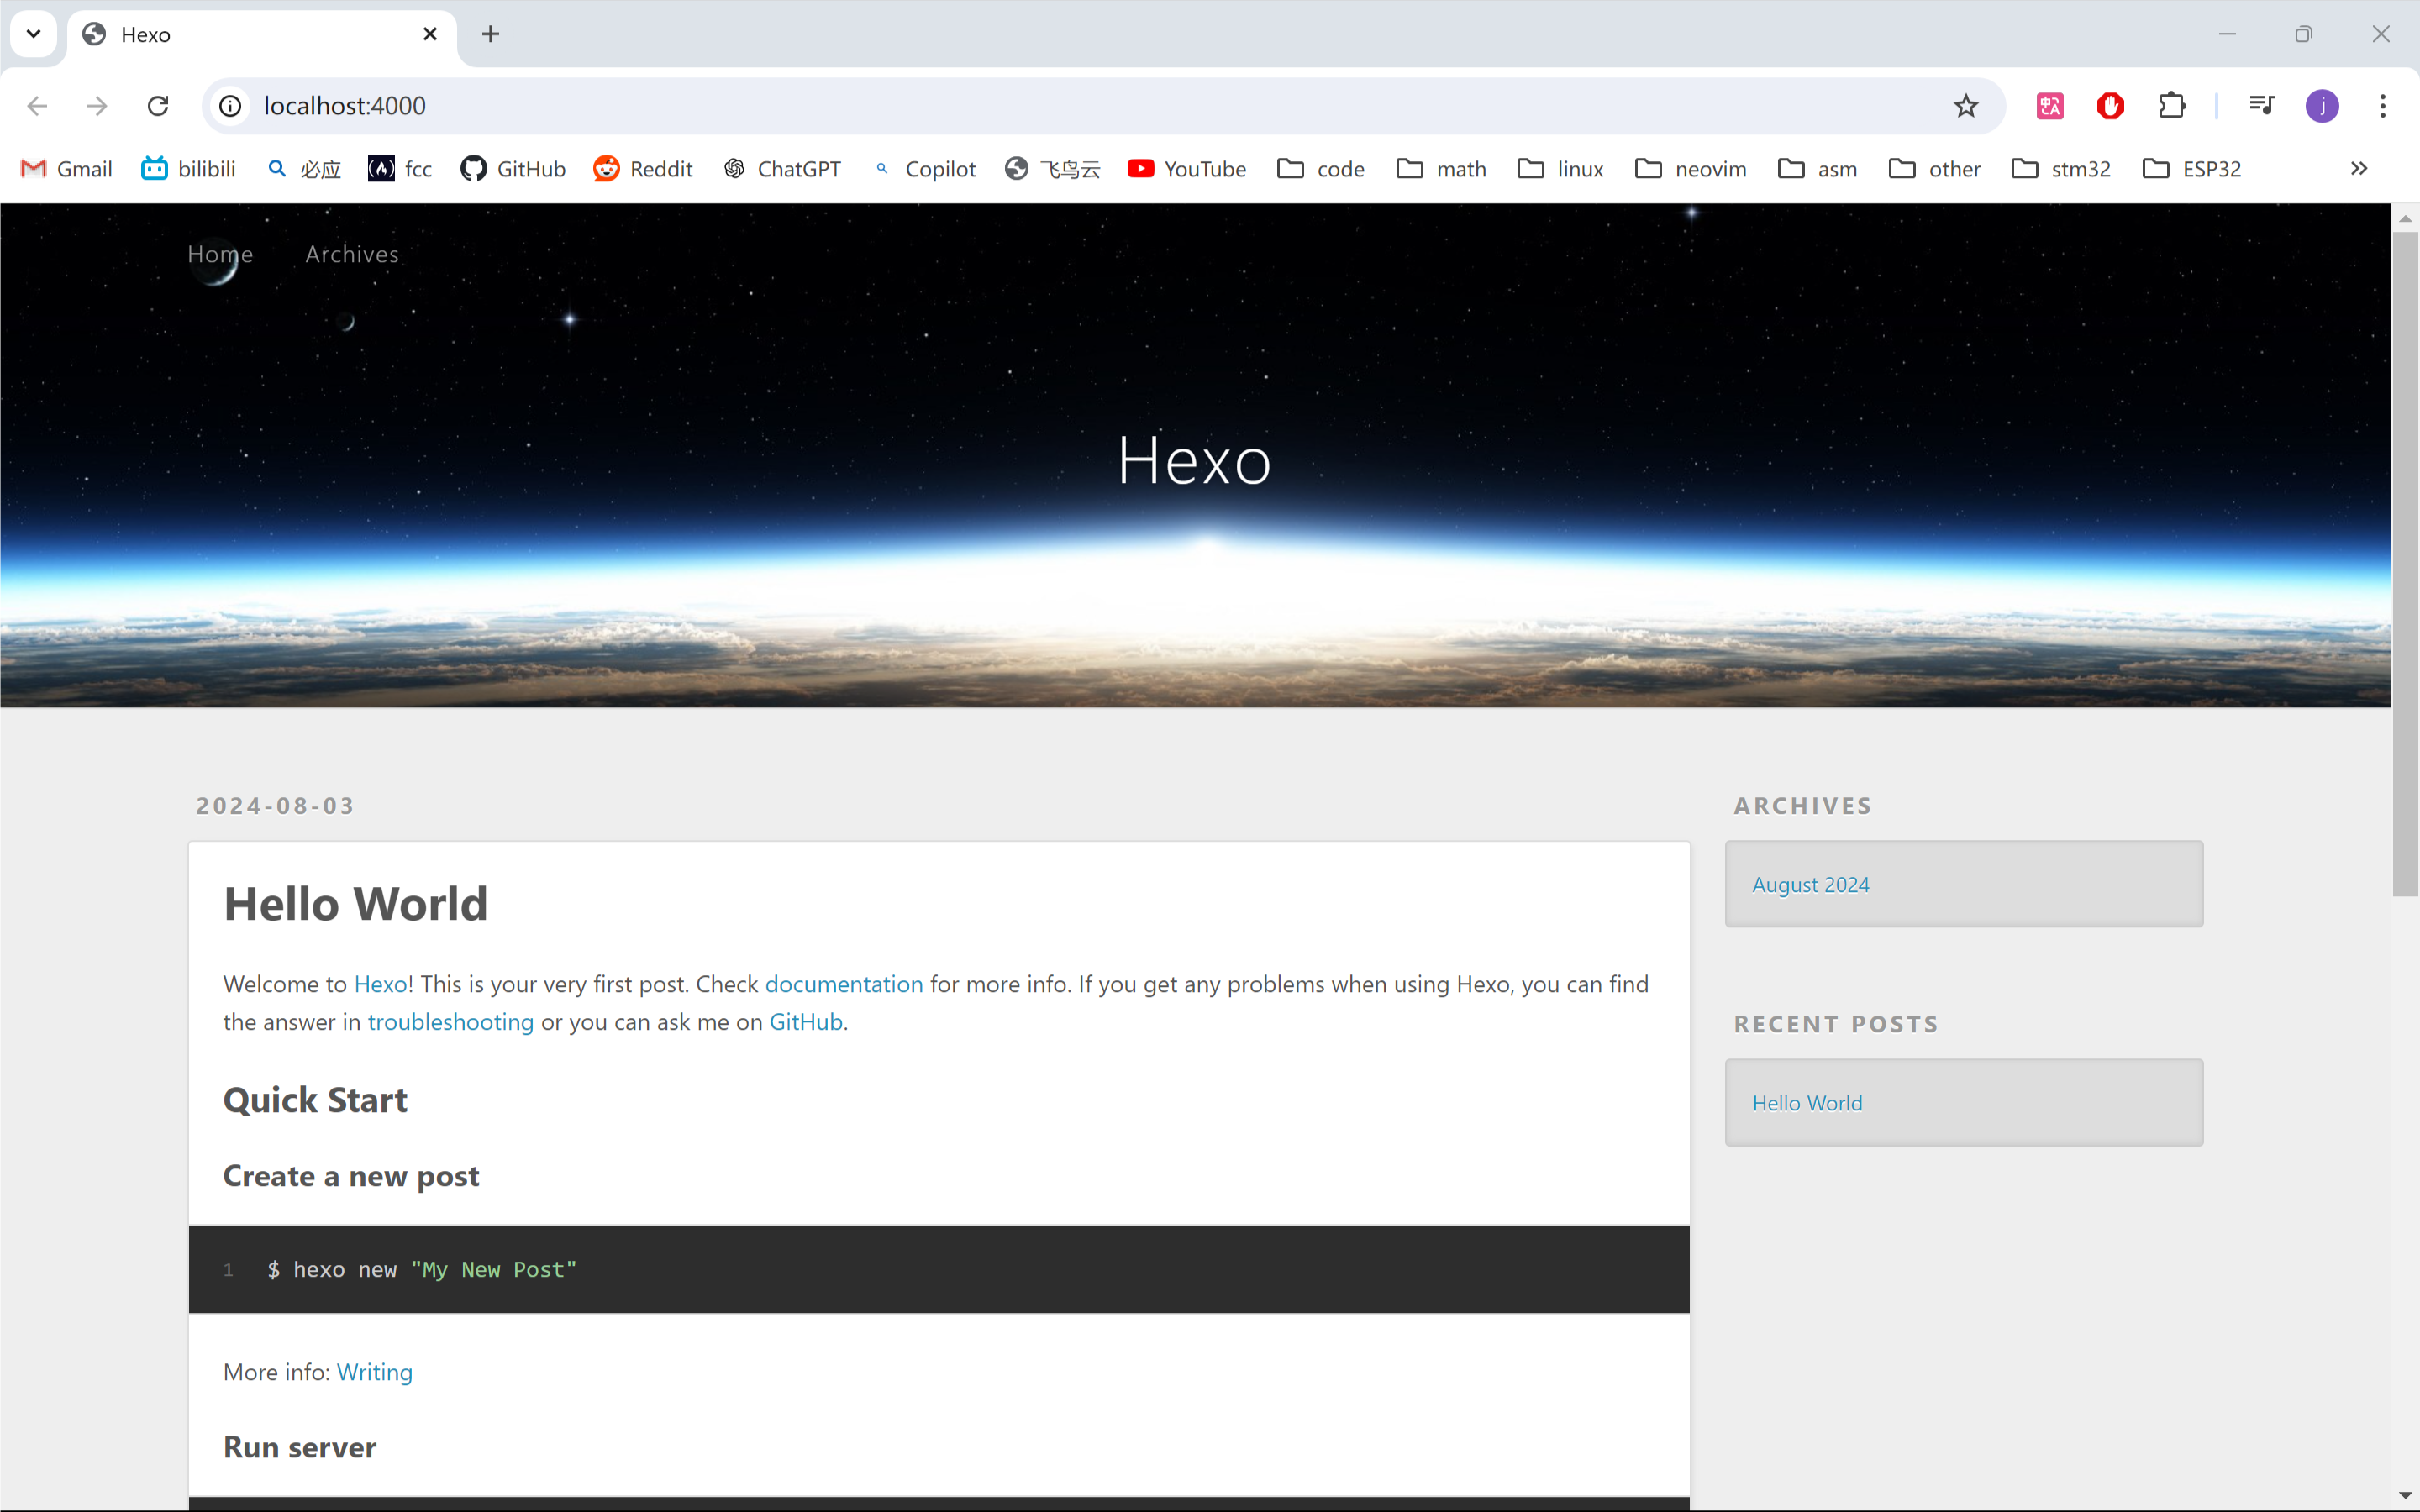 Hexo
localhost:4000
j
Gmail bilibili 必应 fcc GitHub Reddit ChatGPT Copilot 飞鸟云 YouTube code math linux neovim asm other stm32 ESP32
Home Archives
Hexo
2024-08-03
Hello World
Welcome to Hexo! This is your very first post. Check documentation for more info. If you get any problems when using Hexo, you can find
the answer in troubleshooting or you can ask me on GitHub.
Quick Start
Create a new post
1 $ hexo new "My New Post"
More info: Writing
Run server
ARCHIVES
August 2024
RECENT POSTS
Hello World